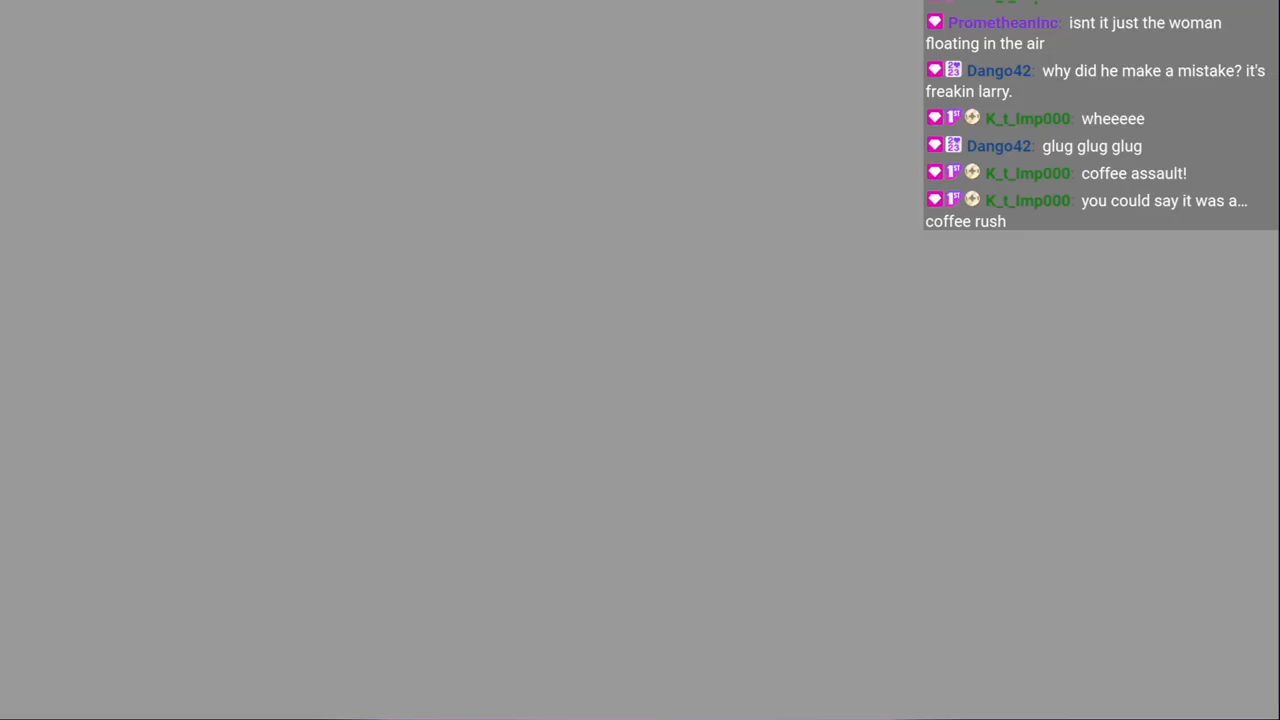 PrometheanInc: isnt it just the woman
floating in the air
Dango42: why did he make a mistake? it's
freakin larry.
K_t_Imp000: wheeeee
Dango42: glug glug glug
K_t_Imp000: coffee assault!
K_t_Imp000: you could say it was a...
coffee rush